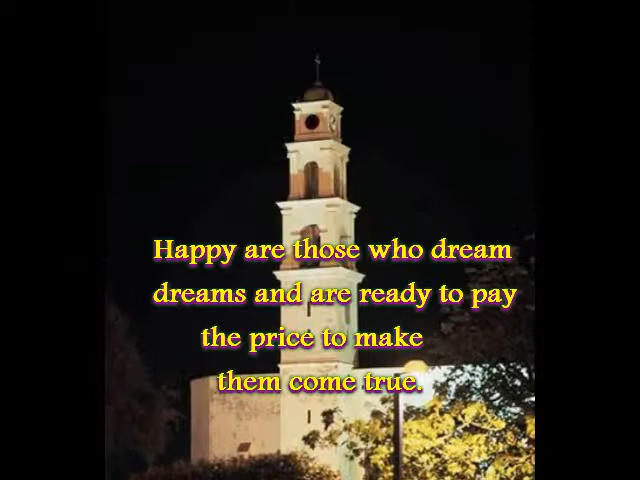 Happy are those who dream
dreams and are ready to pay
the price to make
them come true.